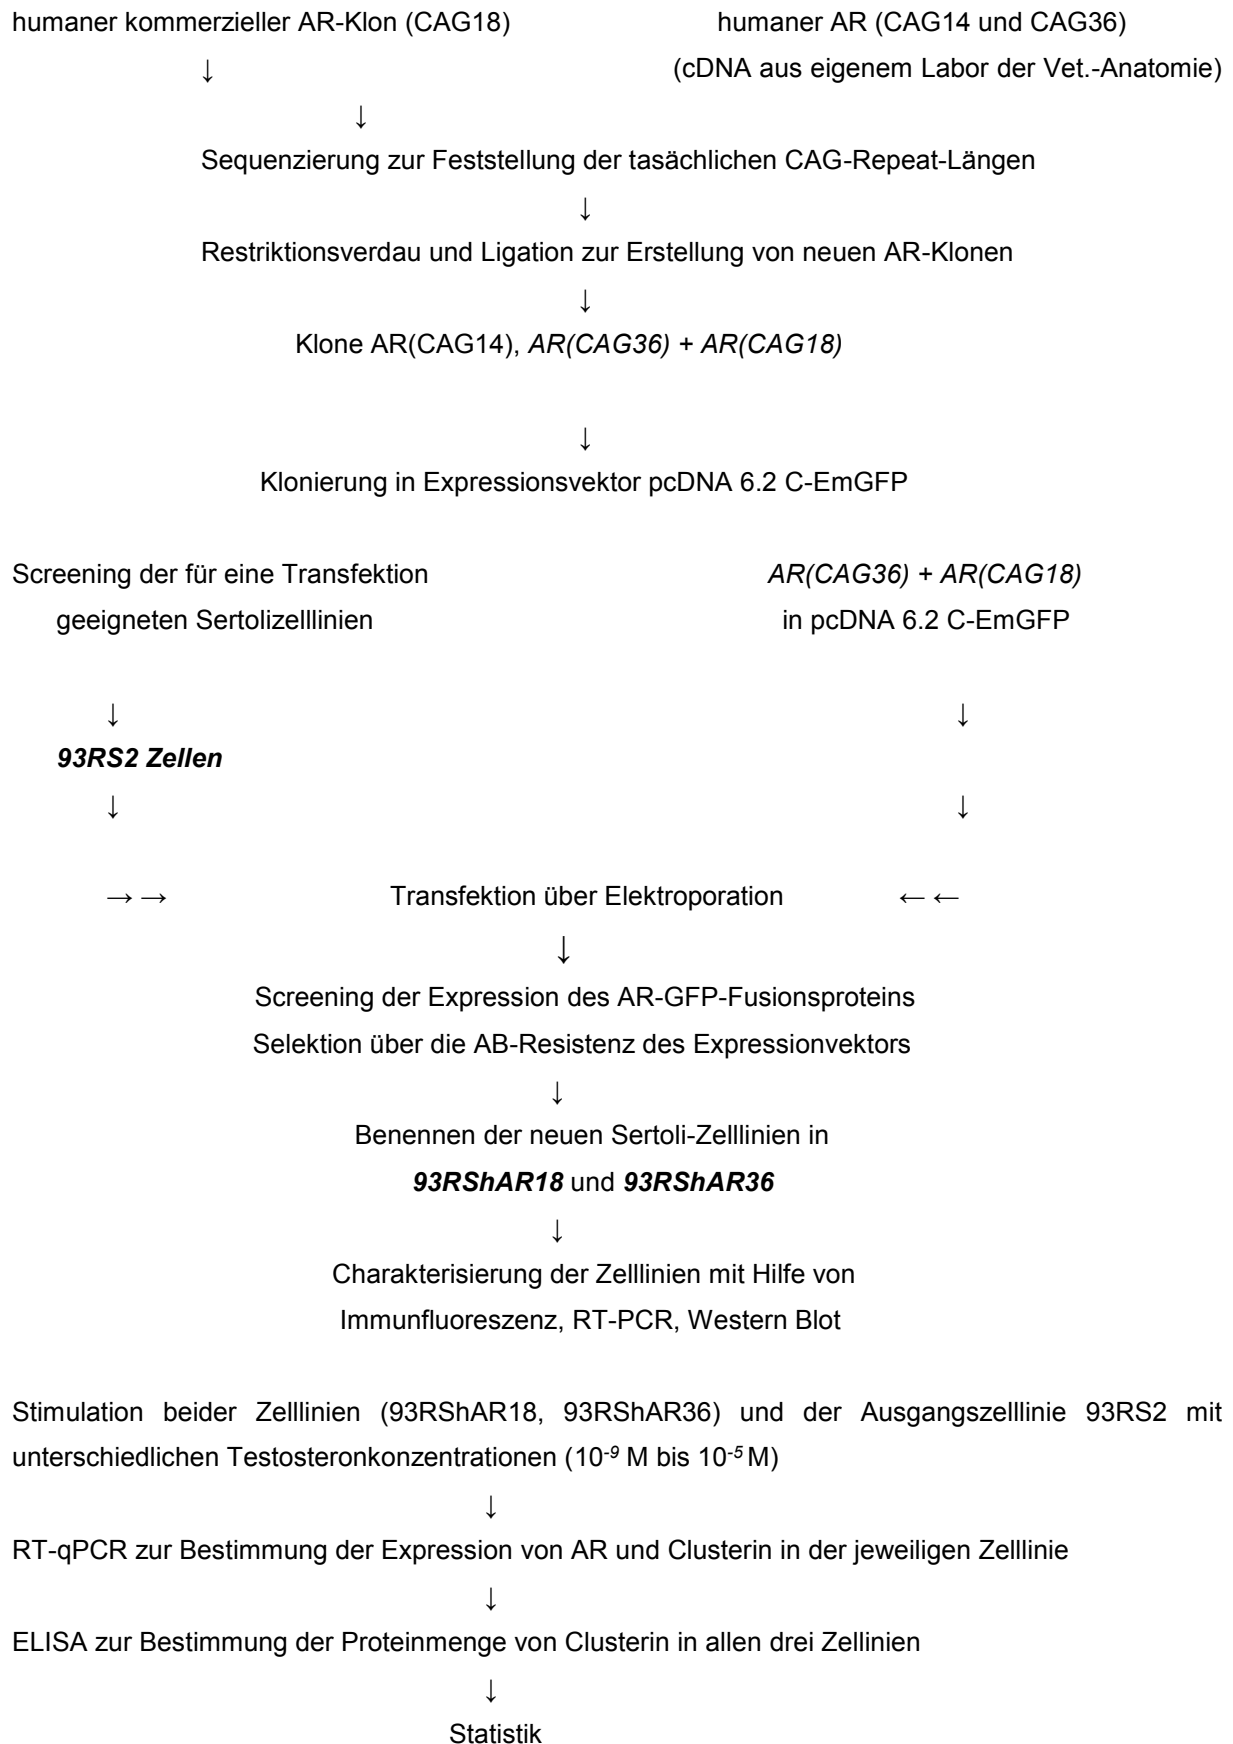 humaner kommerzieller AR-Klon (CAG18) humaner AR (CAG14 und CAG36)
↓ (cDNA aus eigenem Labor der Vet.-Anatomie)
↓
Sequenzierung zur Feststellung der tasächlichen CAG-Repeat-Längen
↓
Restriktionsverdau und Ligation zur Erstellung von neuen AR-Klonen
↓
Klone AR(CAG14), AR(CAG36) + AR(CAG18)
↓
Klonierung in Expressionsvektor pcDNA 6.2 C-EmGFP
Screening der für eine Transfektion AR(CAG36) + AR(CAG18)
geeigneten Sertolizelllinien in pcDNA 6.2 C-EmGFP
↓ ↓
93RS2 Zellen
↓ ↓
→ → Transfektion über Elektroporation ← ←
↓
Screening der Expression des AR-GFP-Fusionsproteins
Selektion über die AB-Resistenz des Expressionvektors
↓
Benennen der neuen Sertoli-Zelllinien in
93RShAR18 und 93RShAR36
↓
Charakterisierung der Zelllinien mit Hilfe von
Immunfluoreszenz, RT-PCR, Western Blot
Stimulation beider Zelllinien (93RShAR18, 93RShAR36) und der Ausgangszelllinie 93RS2 mit
unterschiedlichen Testosteronkonzentrationen (10⁻⁹ M bis 10⁻⁵ M)
↓
RT-qPCR zur Bestimmung der Expression von AR und Clusterin in der jeweiligen Zelllinie
↓
ELISA zur Bestimmung der Proteinmenge von Clusterin in allen drei Zellinien
↓
Statistik